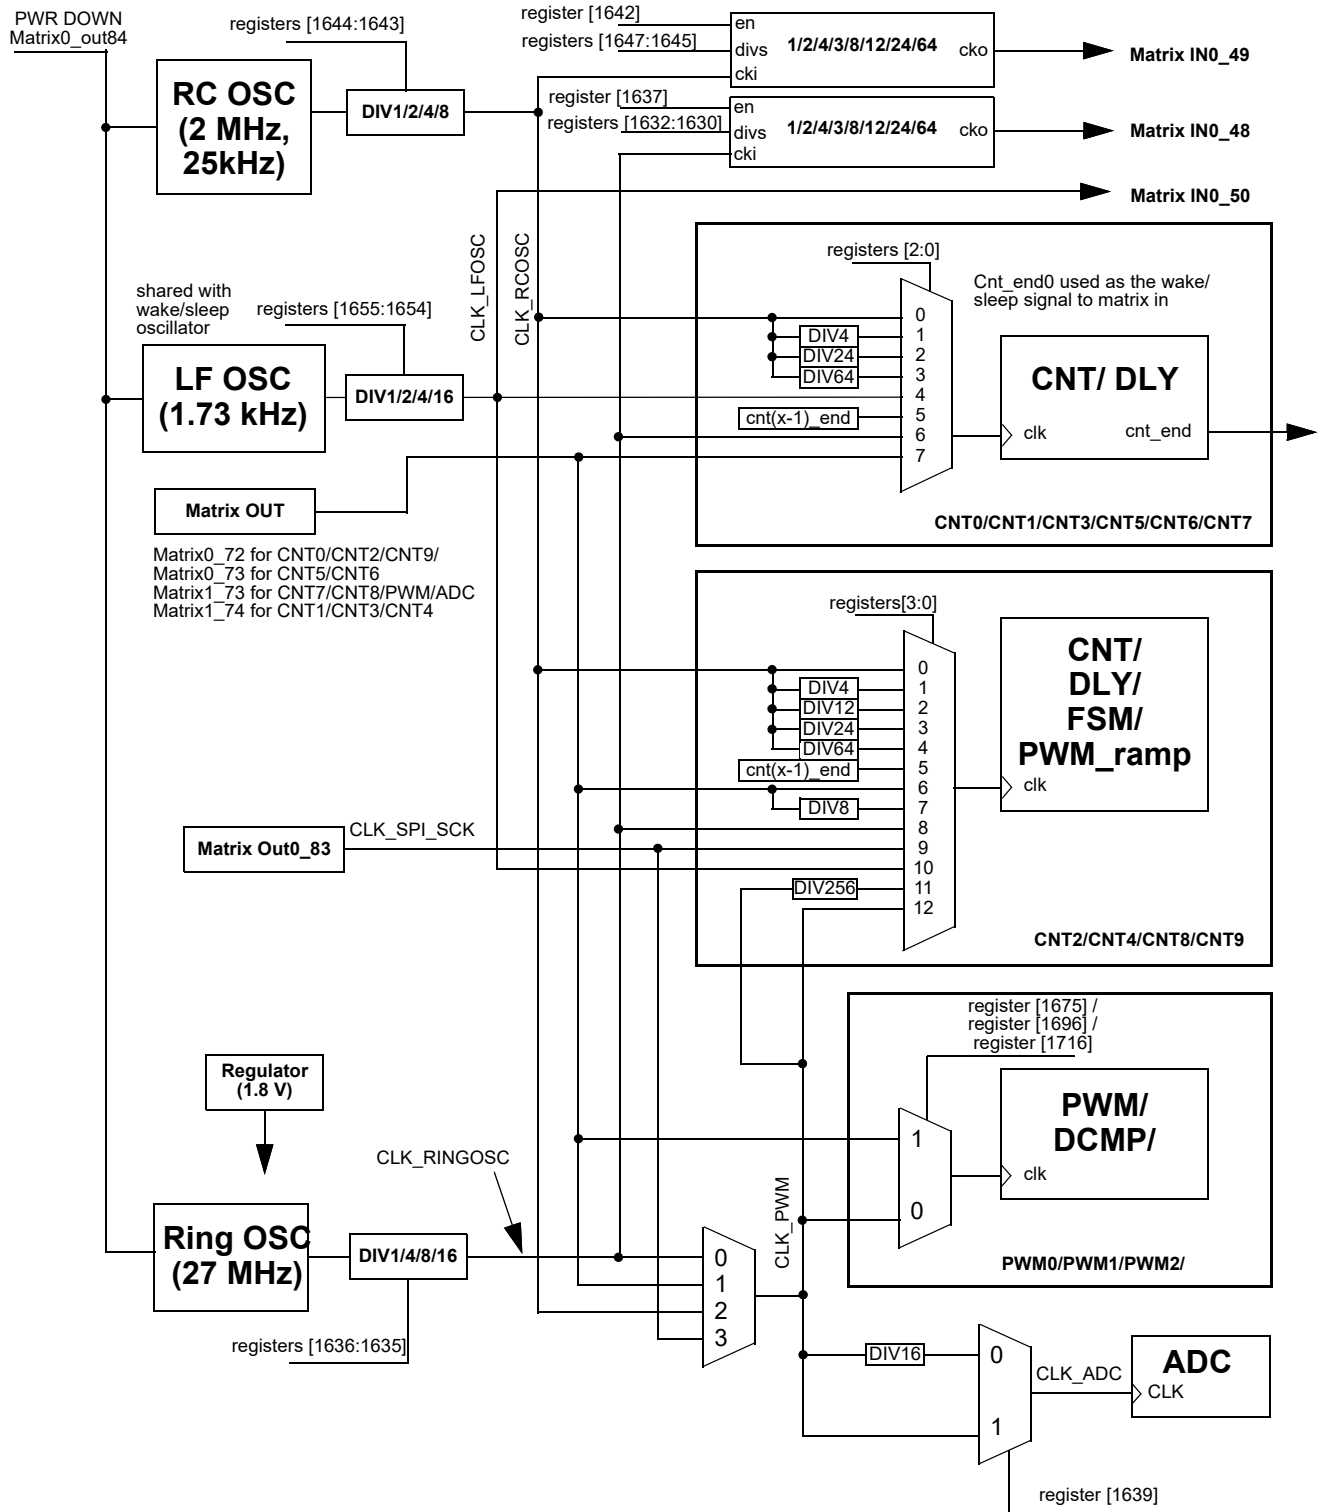 PWR DOWN
Matrix0_out84
registers [1644:1643]
RC OSC
(2 MHz,
25kHz)
DIV1/2/4/8
register [1642]
registers [1647:1645]
en
divs
cki
1/2/4/3/8/12/24/64
cko
Matrix IN0_49
register [1637]
registers [1632:1630]
en
divs
cki
1/2/4/3/8/12/24/64
cko
Matrix IN0_48
Matrix IN0_50
CLK_LFOSC
CLK_RCOSC
shared with
wake/sleep
oscillator
registers [1655:1654]
LF OSC
(1.73 kHz)
DIV1/2/4/16
registers [2:0]
Cnt_end0 used as the wake/
sleep signal to matrix in
0
DIV4
1
DIV24
2
DIV64
3
4
cnt(x-1)_end
5
6
7
CNT/ DLY
clk
cnt_end
CNT0/CNT1/CNT3/CNT5/CNT6/CNT7
Matrix OUT
Matrix0_72 for CNT0/CNT2/CNT9/
Matrix0_73 for CNT5/CNT6
Matrix1_73 for CNT7/CNT8/PWM/ADC
Matrix1_74 for CNT1/CNT3/CNT4
registers[3:0]
0
DIV4
1
DIV12
2
DIV24
3
DIV64
4
cnt(x-1)_end
5
6
DIV8
7
8
9
10
DIV256
11
12
CNT/
DLY/
FSM/
PWM_ramp
clk
CNT2/CNT4/CNT8/CNT9
Matrix Out0_83
CLK_SPI_SCK
register [1675] /
register [1696] /
register [1716]
1
0
PWM/
DCMP/
clk
PWM0/PWM1/PWM2/
Regulator
(1.8 V)
CLK_RINGOSC
CLK_PWM
Ring OSC
(27 MHz)
DIV1/4/8/16
registers [1636:1635]
0
1
2
3
DIV16
0
1
CLK_ADC
ADC
CLK
register [1639]